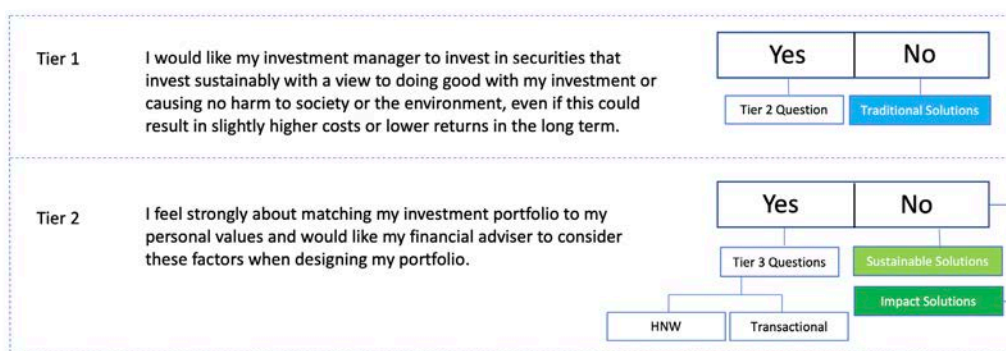 Tier 1
I would like my investment manager to invest in securities that
invest sustainably with a view to doing good with my investment or
causing no harm to society or the environment, even if this could
result in slightly higher costs or lower returns in the long term.
Yes
No
Tier 2 Question
Traditional Solutions
Tier 2
I feel strongly about matching my investment portfolio to my
personal values and would like my financial adviser to consider
these factors when designing my portfolio.
Yes
No
Tier 3 Questions
Sustainable Solutions
Impact Solutions
HNW
Transactional